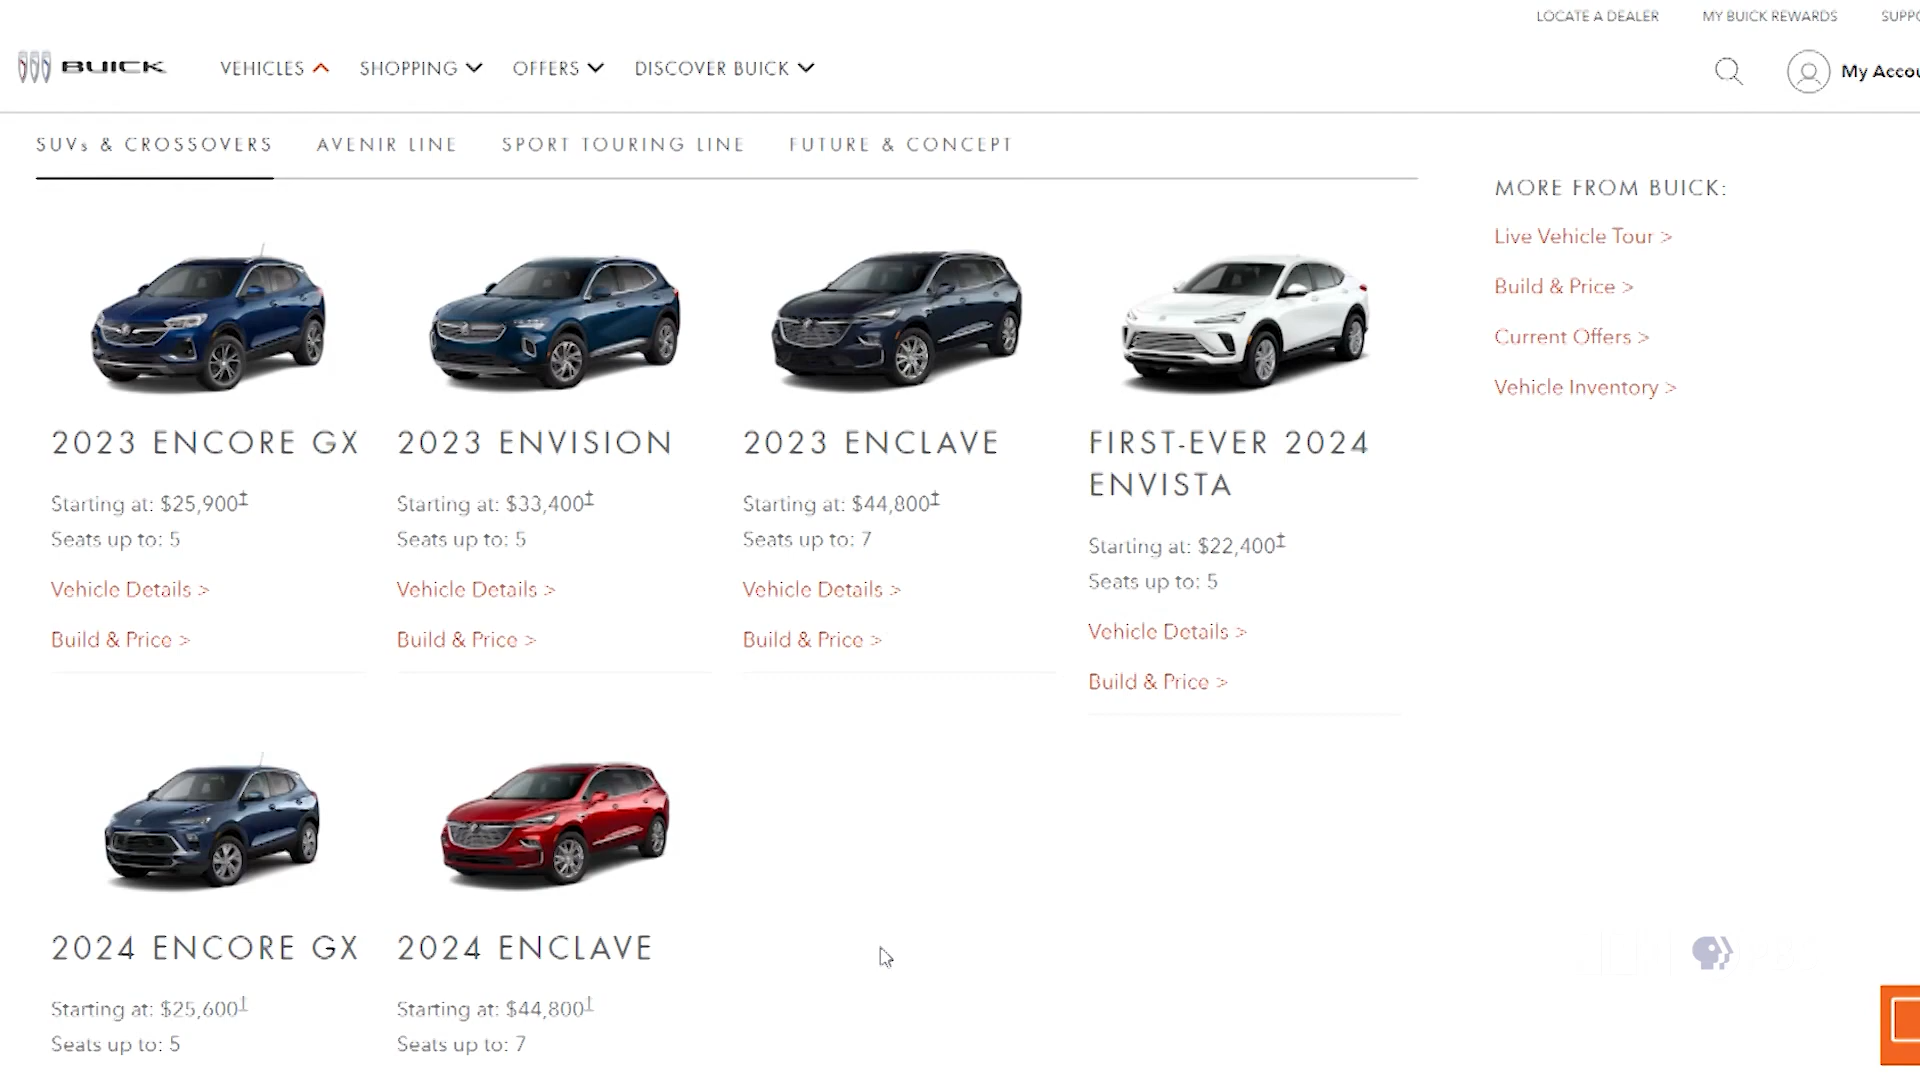 LOCATE A DEALER MY BUICK REWARDS SUPPO
BUICK VEHICLES SHOPPING OFFERS DISCOVER BUICK My Accou
SUVs & CROSSOVERS AVENIR LINE SPORT TOURING LINE FUTURE & CONCEPT
MORE FROM BUICK:
Live Vehicle Tour >
Build & Price >
Current Offers >
Vehicle Inventory >
2023 ENCORE GX
Starting at: $25,900‡
Seats up to: 5
Vehicle Details >
Build & Price >
2023 ENVISION
Starting at: $33,400‡
Seats up to: 5
Vehicle Details >
Build & Price >
2023 ENCLAVE
Starting at: $44,800‡
Seats up to: 7
Vehicle Details >
Build & Price >
FIRST-EVER 2024
ENVISTA
Starting at: $22,400‡
Seats up to: 5
Vehicle Details >
Build & Price >
2024 ENCORE GX
Starting at: $25,600†
Seats up to: 5
2024 ENCLAVE
Starting at: $44,800†
Seats up to: 7